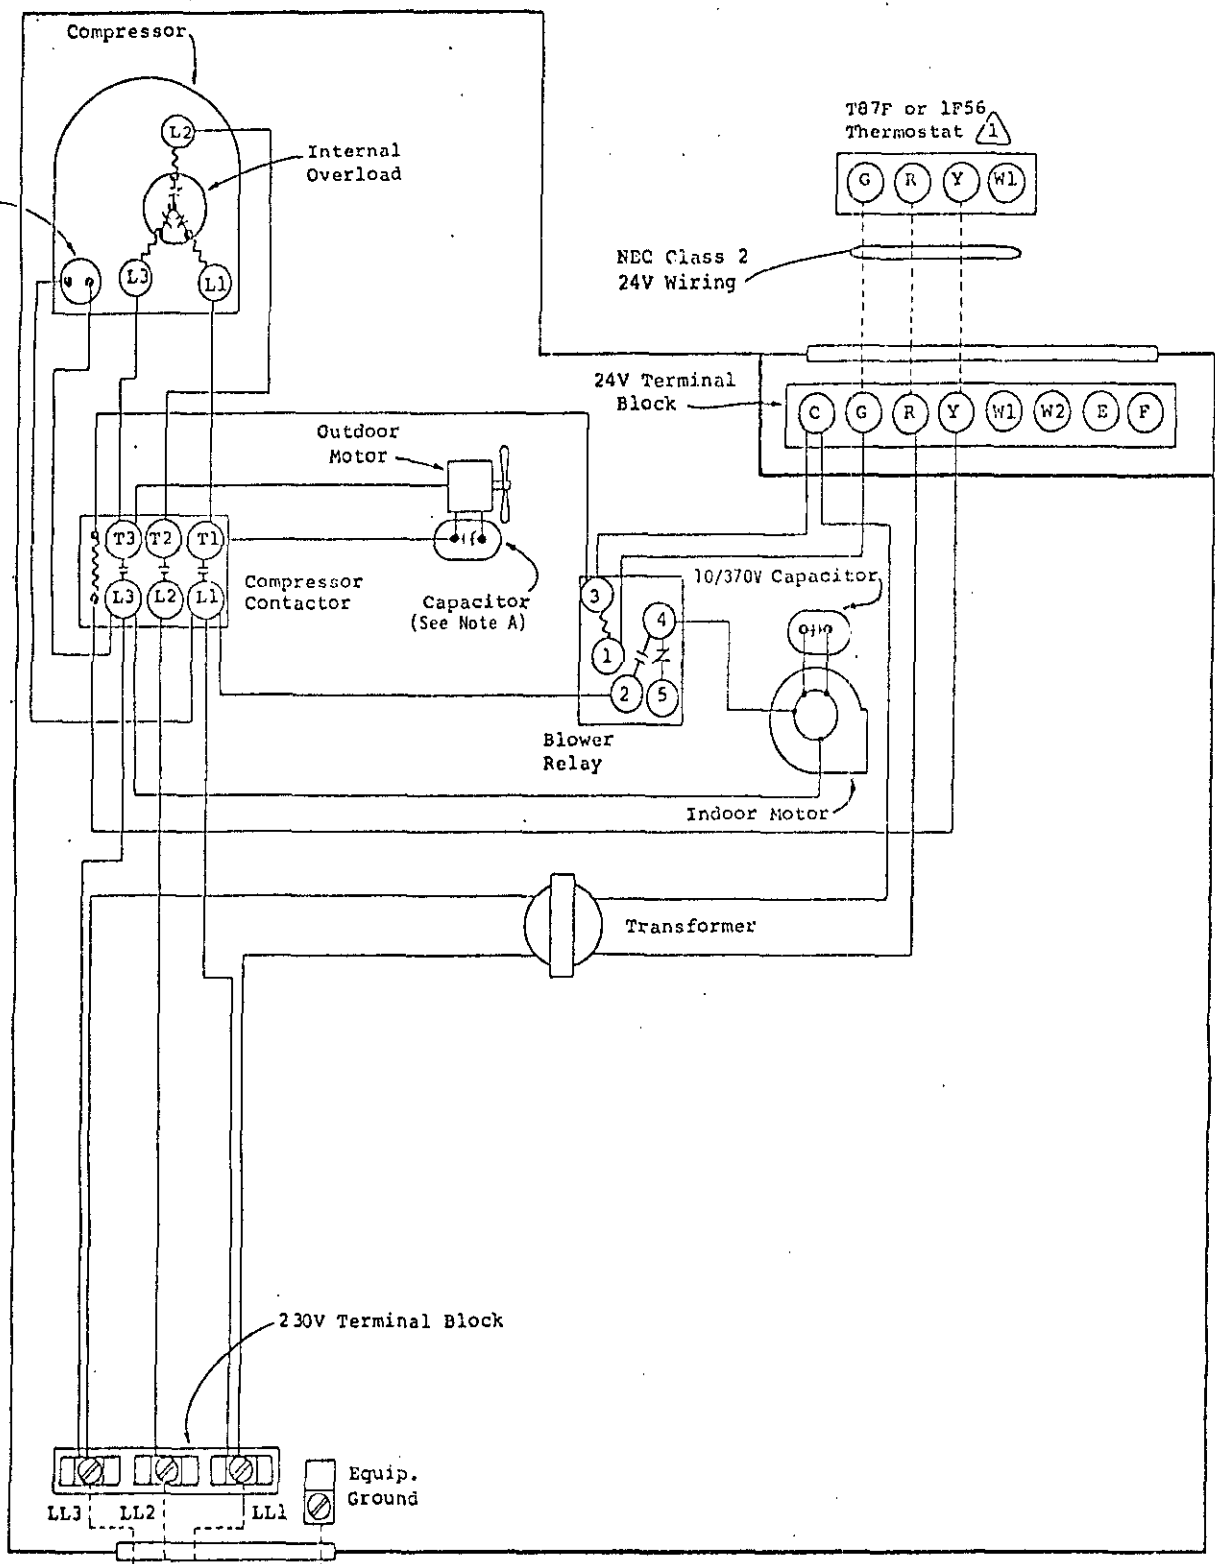 Compressor
L2
Internal
Overload
L3
L1
T87F or 1F56
Thermostat 1
G R Y W1
NEC Class 2
24V Wiring
24V Terminal
Block
C G R Y W1 W2 E F
Outdoor
Motor
T3 T2 T1
L3 L2 L1
Compressor
Contactor
Capacitor
(See Note A)
10/370V Capacitor
3
4
1
2
5
Blower
Relay
Indoor Motor
Transformer
230V Terminal Block
LL3 LL2 LL1
Equip.
Ground